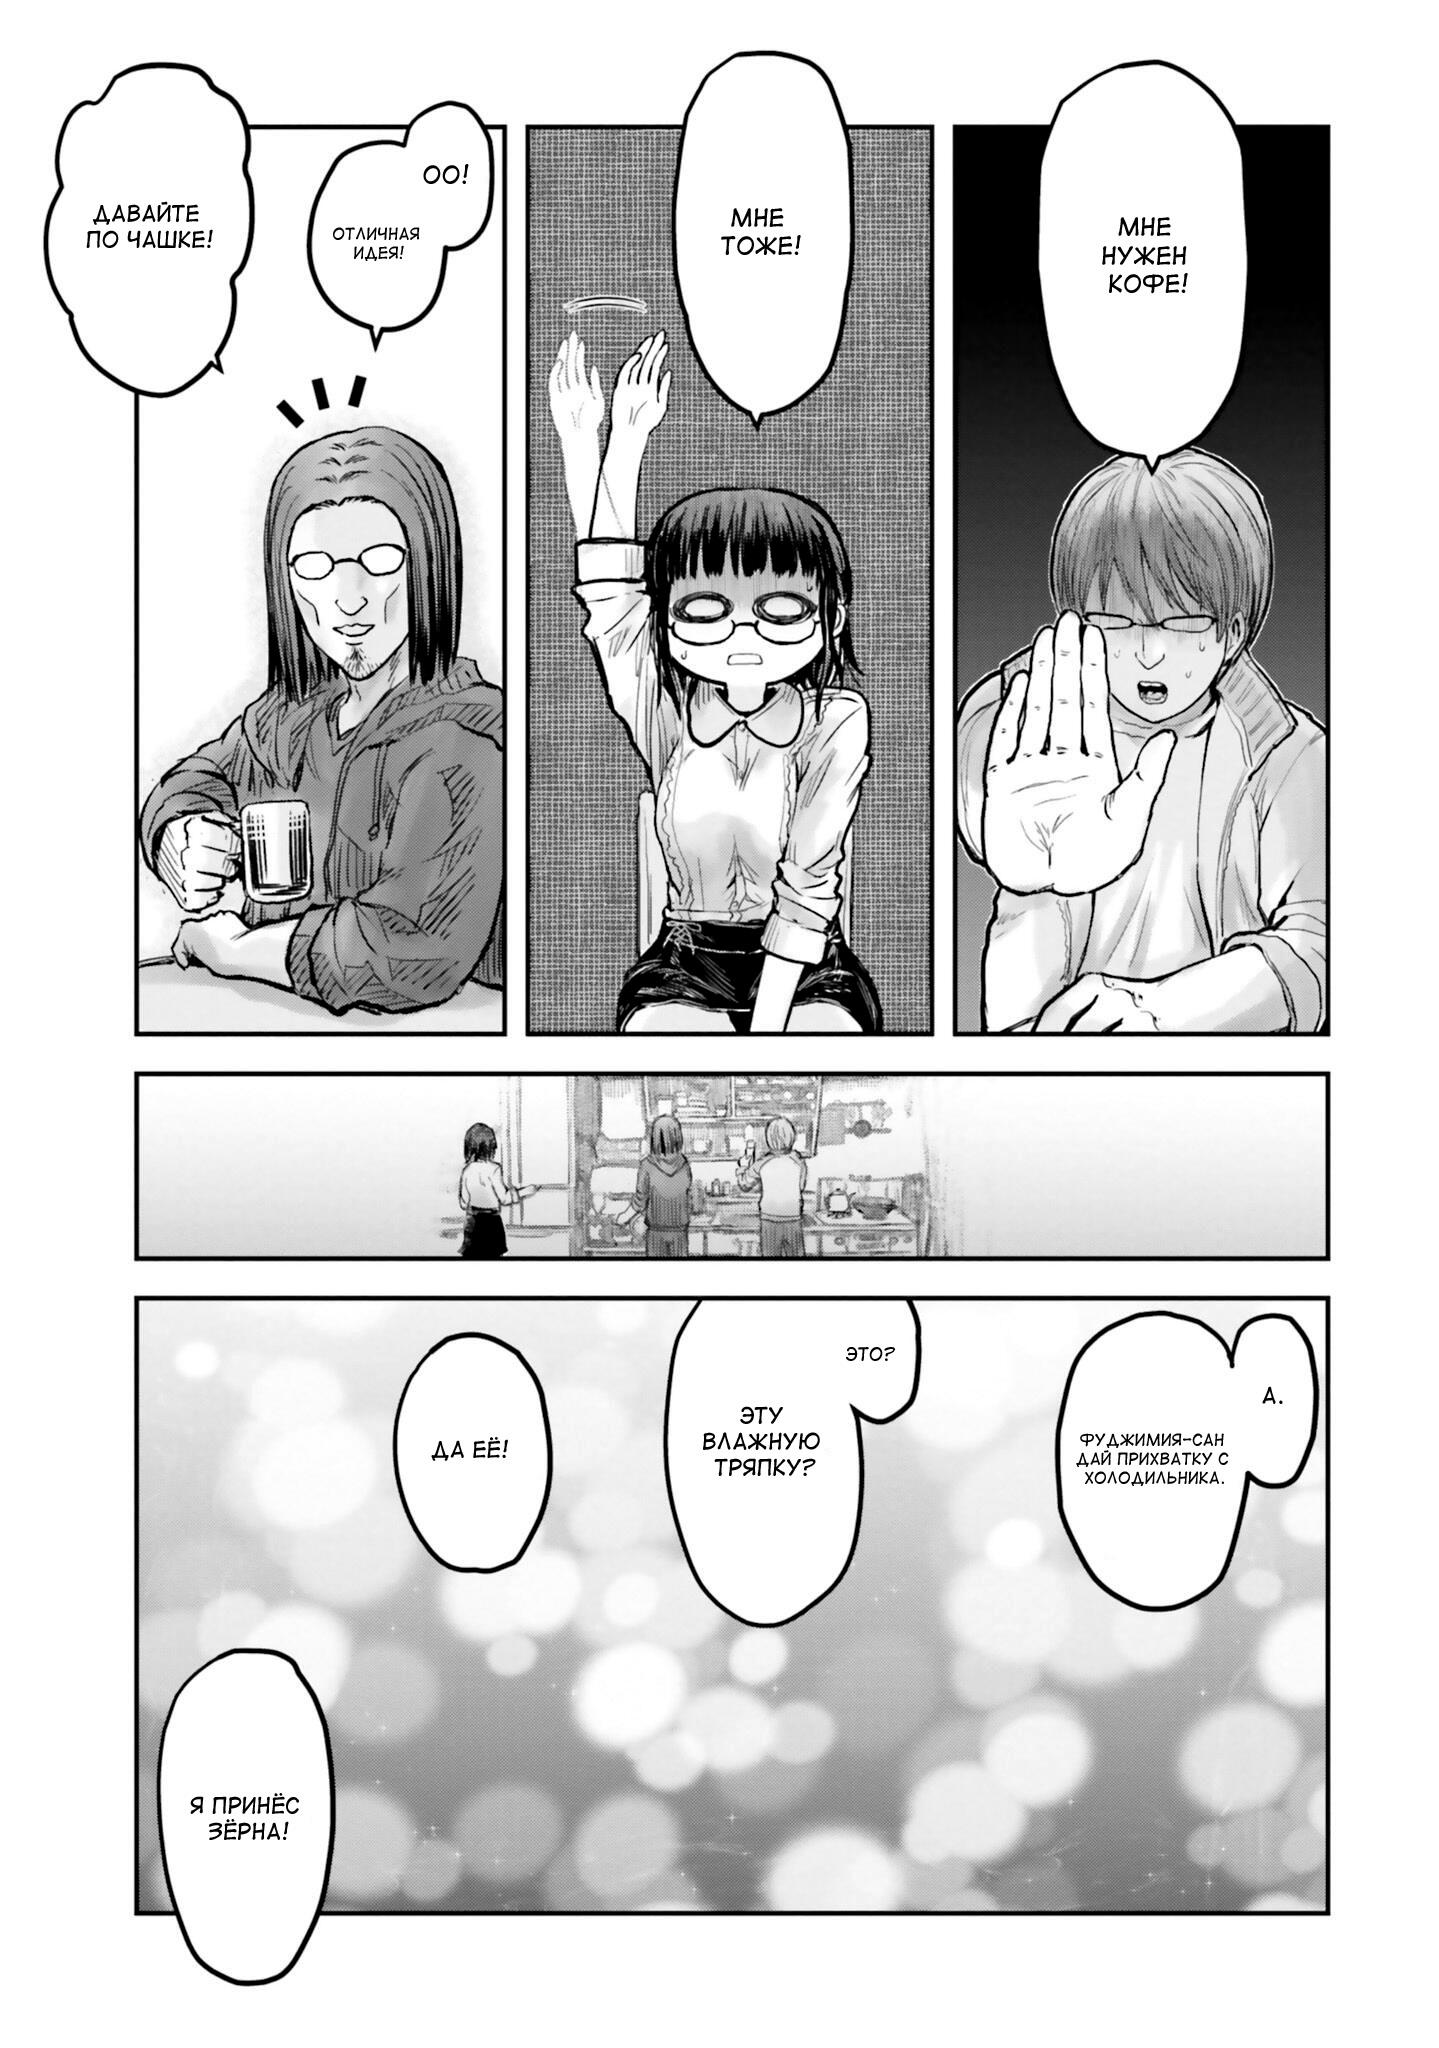 МНЕ
НУЖЕН
КОФЕ!
МНЕ
ТОЖЕ!
ОО!
ОТЛИЧНАЯ
ИДЕЯ!
ДАВАЙТЕ
ПО ЧАШКЕ!
А.
ФУДЖИМИЯ-САН
ДАЙ ПРИХВАТКУ С
ХОЛОДИЛЬНИКА.
ЭТО?
ЭТУ
ВЛАЖНУЮ
ТРЯПКУ?
ДА ЕЁ!
Я ПРИНЁС
ЗЁРНА!